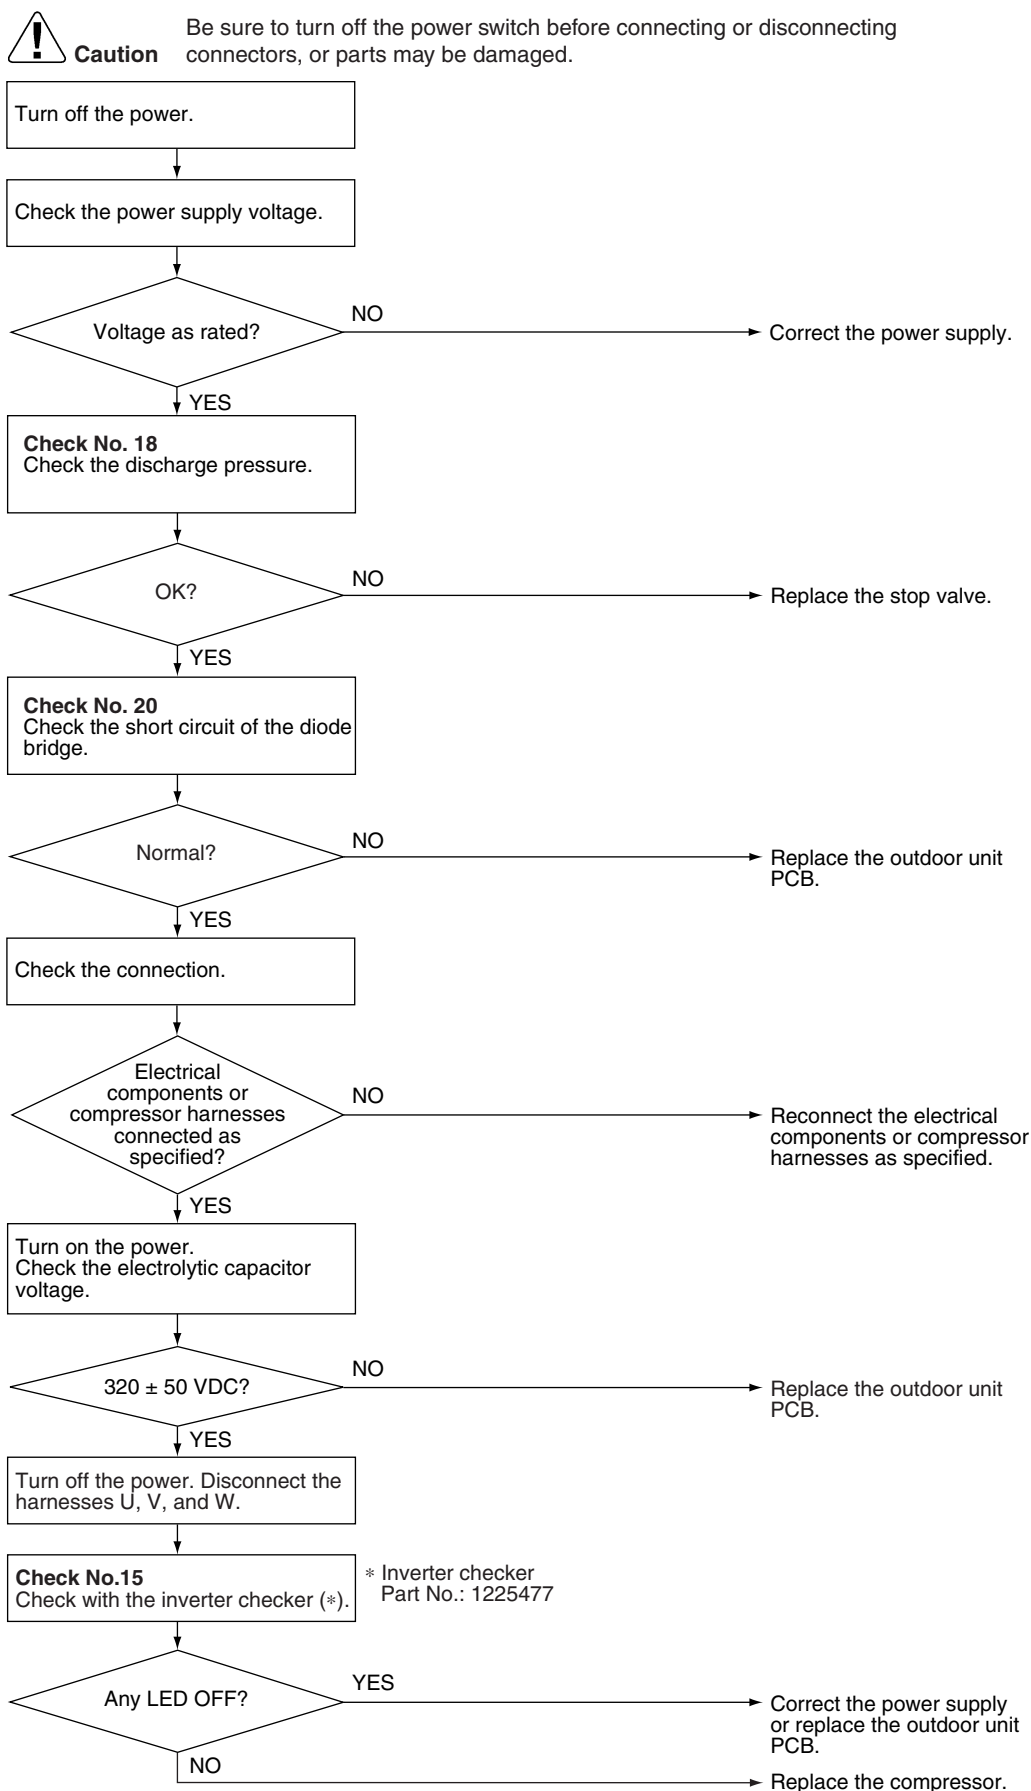 Be sure to turn off the power switch before connecting or disconnecting
Caution connectors, or parts may be damaged.
Turn off the power.
Check the power supply voltage.
Voltage as rated?
NO
Correct the power supply.
YES
Check No. 18
Check the discharge pressure.
OK?
NO
Replace the stop valve.
YES
Check No. 20
Check the short circuit of the diode
bridge.
Normal?
NO
Replace the outdoor unit
PCB.
YES
Check the connection.
Electrical
components or
compressor harnesses
connected as
specified?
NO
Reconnect the electrical
components or compressor
harnesses as specified.
YES
Turn on the power.
Check the electrolytic capacitor
voltage.
320 ± 50 VDC?
NO
Replace the outdoor unit
PCB.
YES
Turn off the power. Disconnect the
harnesses U, V, and W.
Check No.15
Check with the inverter checker (*).
* Inverter checker
Part No.: 1225477
Any LED OFF?
YES
Correct the power supply
or replace the outdoor unit
PCB.
NO
Replace the compressor.